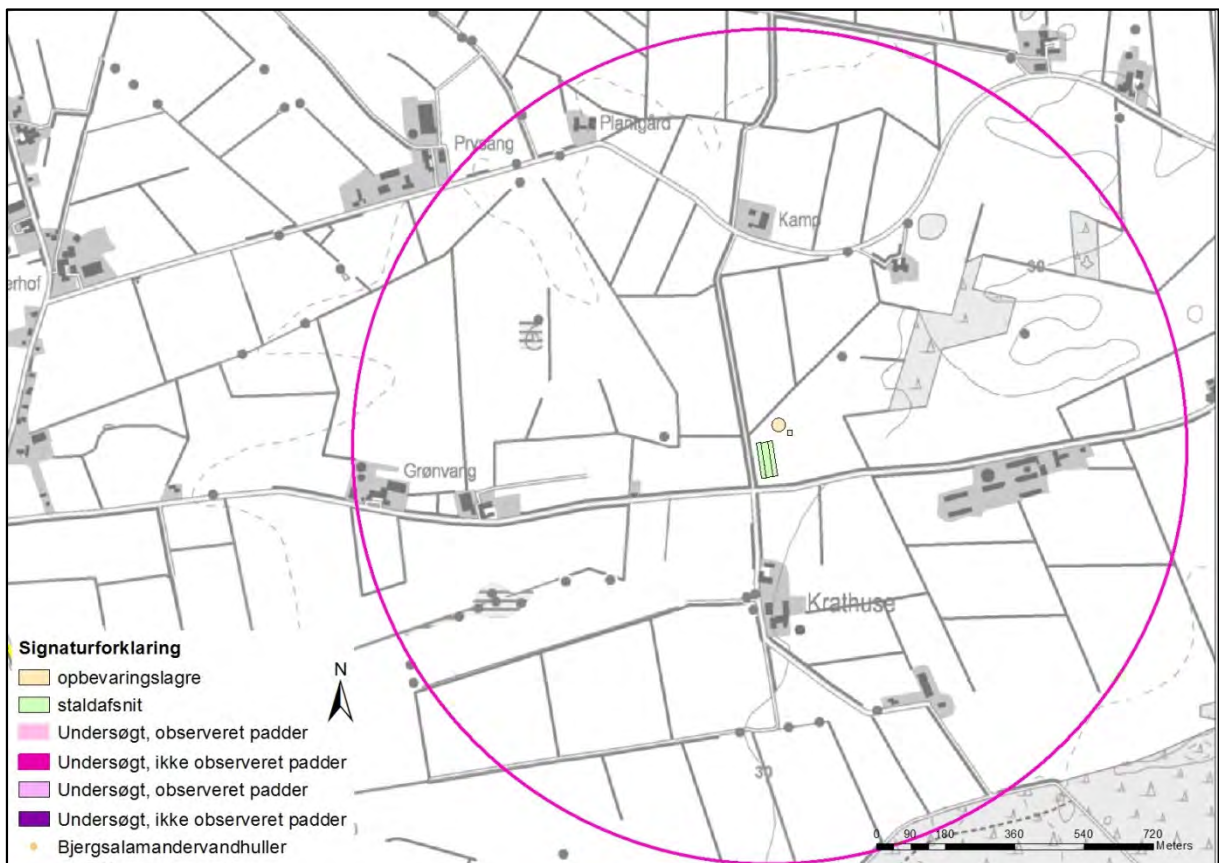 Plantgård
Prvsang
Kamp
erhof
30
Grønvang
Krathuse
30
Signaturforklaring
opbevaringslagre
staldafsnit
Undersøgt, observeret padder
Undersøgt, ikke observeret padder
Undersøgt, observeret padder
Undersøgt, ikke observeret padder
Bjergsalamandervandhuller
N
0 90 180 360 540 720
Meters